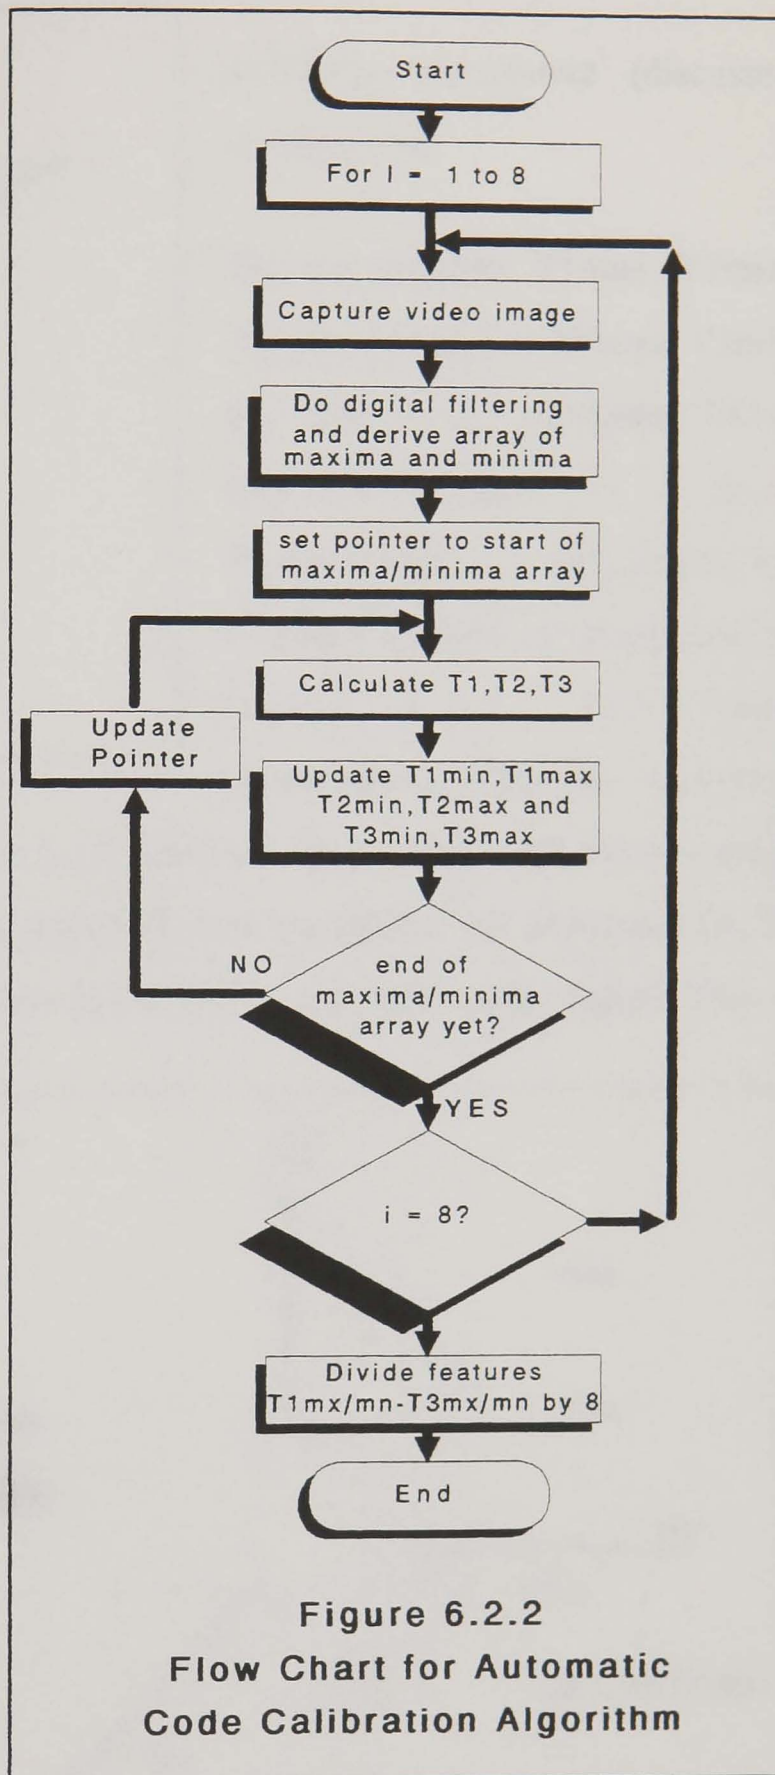 Start
For I = 1 to 8
Capture video image
Do digital filtering
and derive array of
maxima and minima
set pointer to start of
maxima/minima array
Calculate T1,T2,T3
Update
Pointer
Update T1min,T1max
T2min,T2max and
T3min,T3max
NO
end of
maxima/minima
array yet?
YES
i = 8?
Divide features
T1mx/mn-T3mx/mn by 8
End
Figure 6.2.2
Flow Chart for Automatic
Code Calibration Algorithm